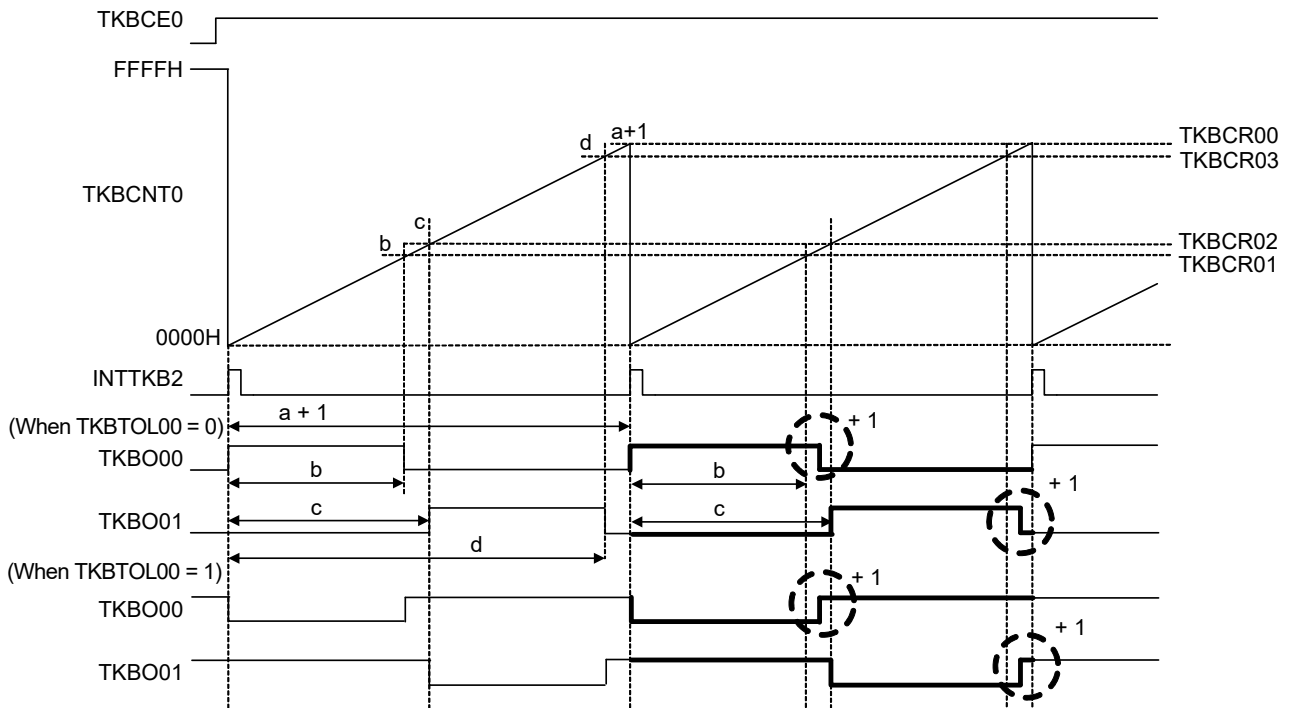 TKBCE0
FFFFH
d
a+1
TKBCR00
TKBCR03
TKBCNT0
c
b
TKBCR02
TKBCR01
0000H
INTTKB2
a + 1
(When TKBTOL00 = 0)
+ 1
TKBO00
b
b
+ 1
c
c
TKBO01
d
(When TKBTOL00 = 1)
+ 1
TKBO00
+ 1
TKBO01